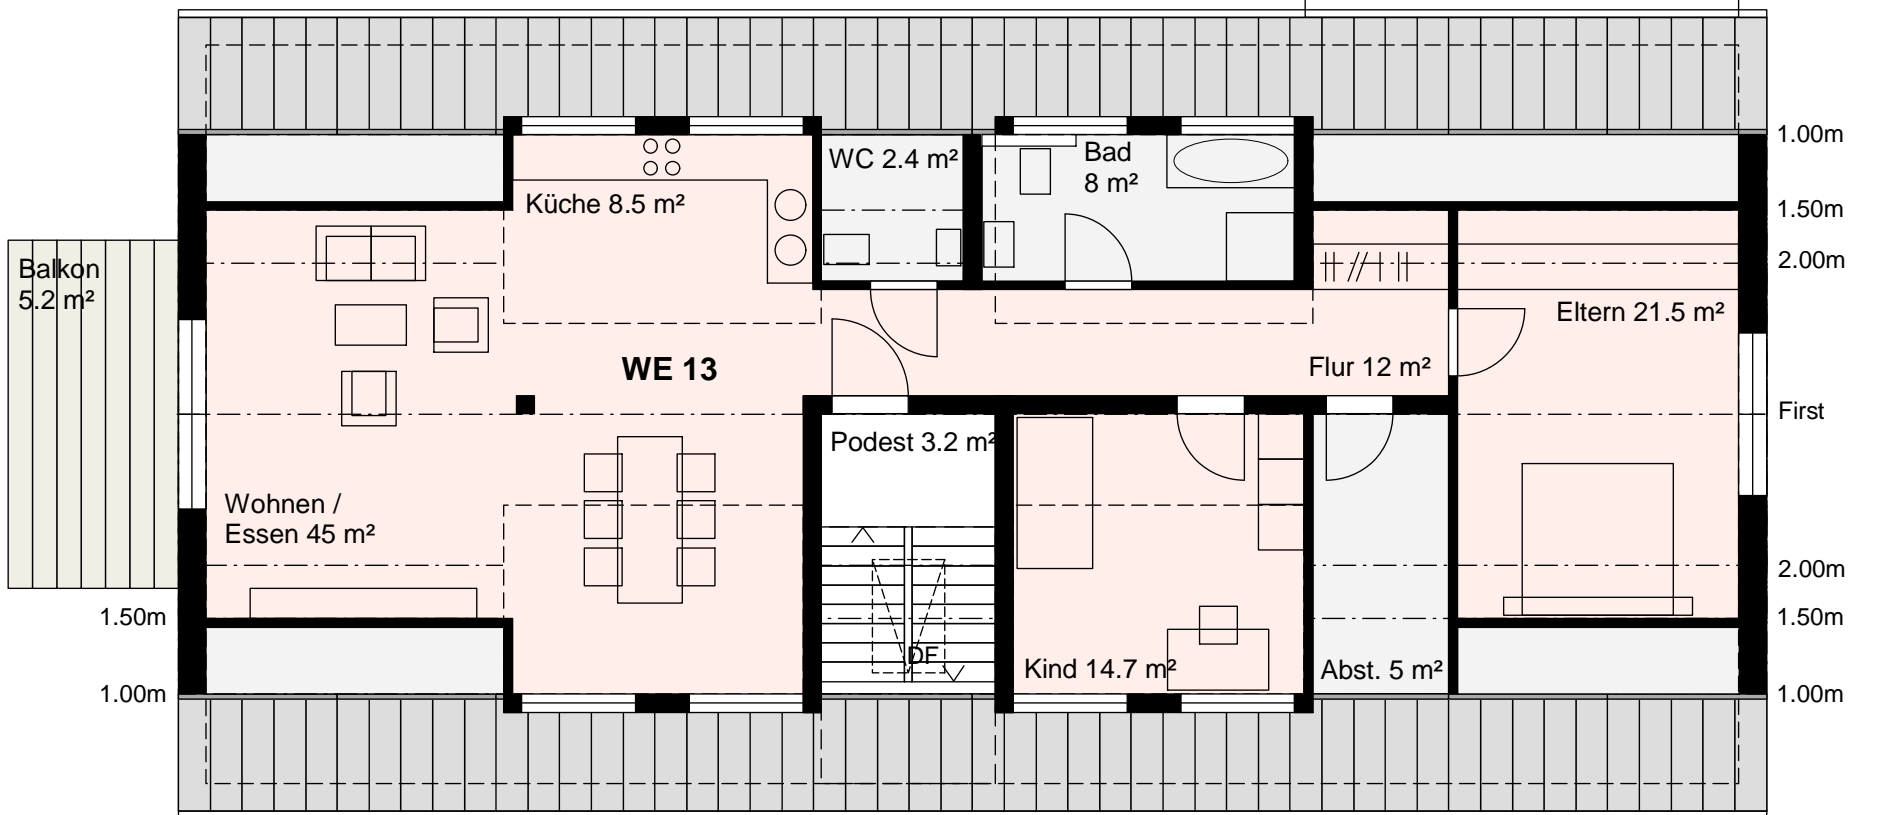 1.00m
WC 2.4 m²
Bad
8 m²
Küche 8.5 m²
1.50m
2.00m
Balkon
5.2 m²
Eltern 21.5 m²
WE 13
Flur 12 m²
First
Podest 3.2 m²
Wohnen /
Essen 45 m²
2.00m
1.50m
1.50m
DF
Kind 14.7 m²
Abst. 5 m²
1.00m
1.00m